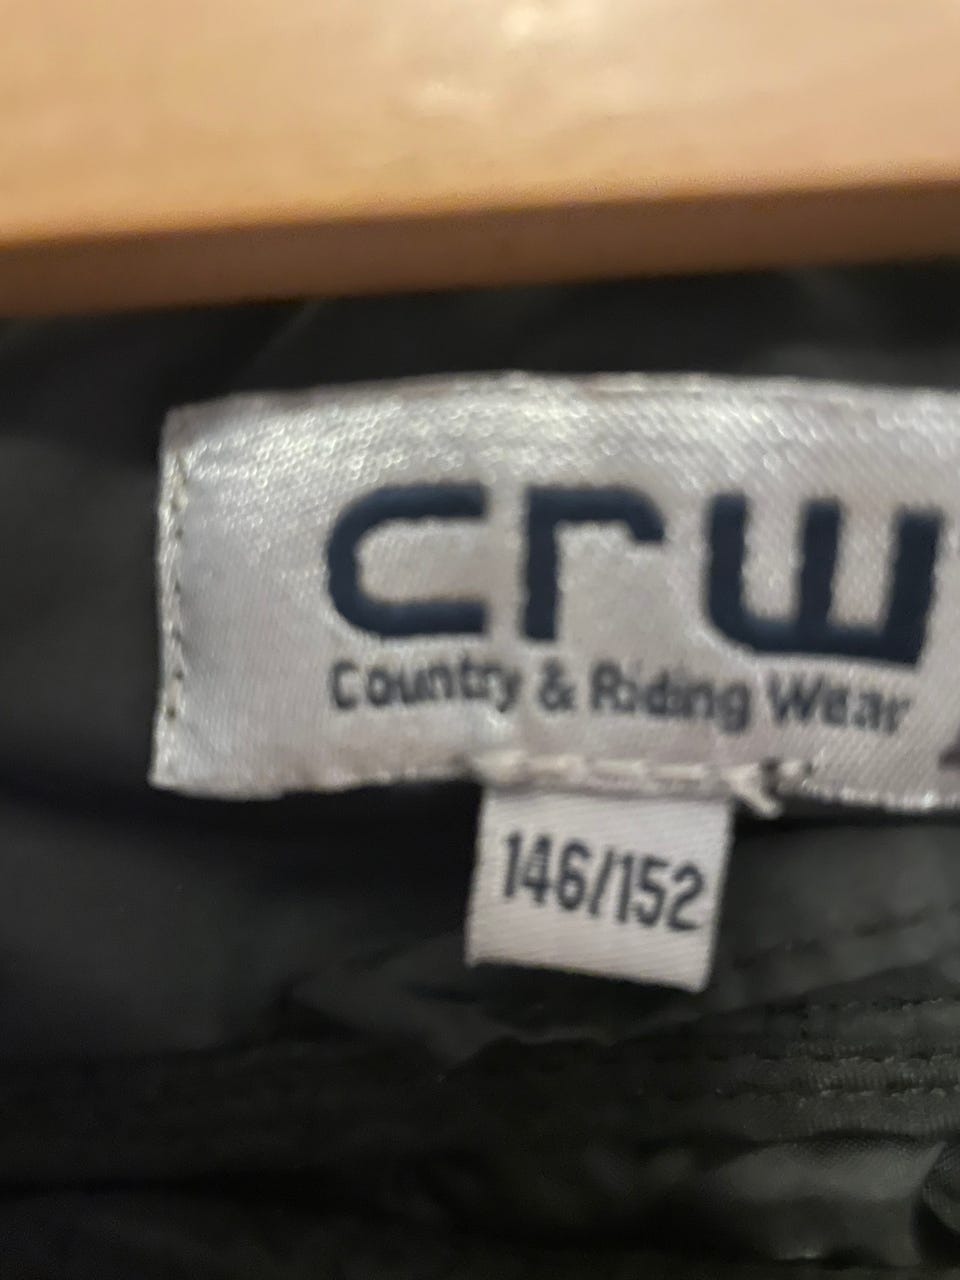 crw
Country & Riding Wear
146/152